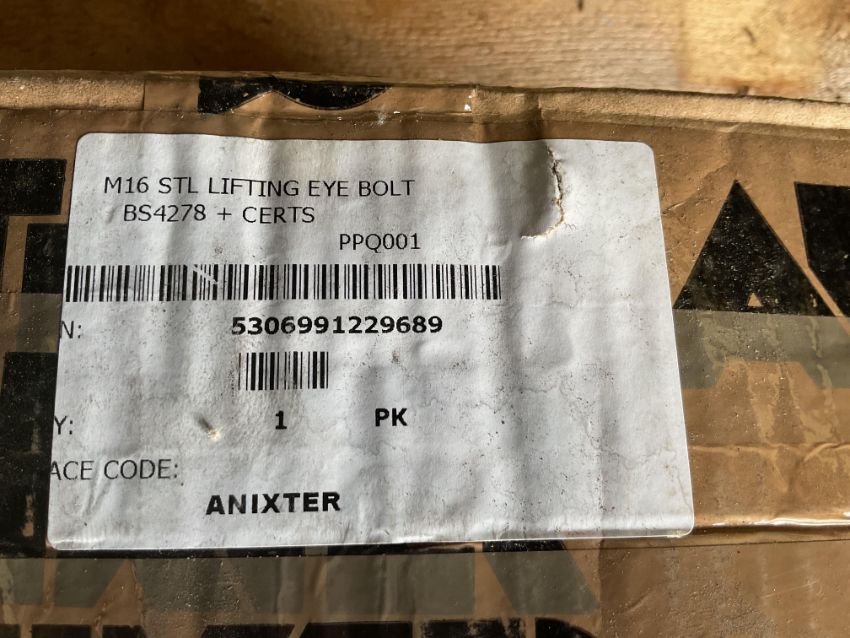 M16 STL LIFTING EYE BOLT
BS4278 + CERTS
PPQ001
N: 5306991229689
Y: 1 PK
ACE CODE:
ANIXTER